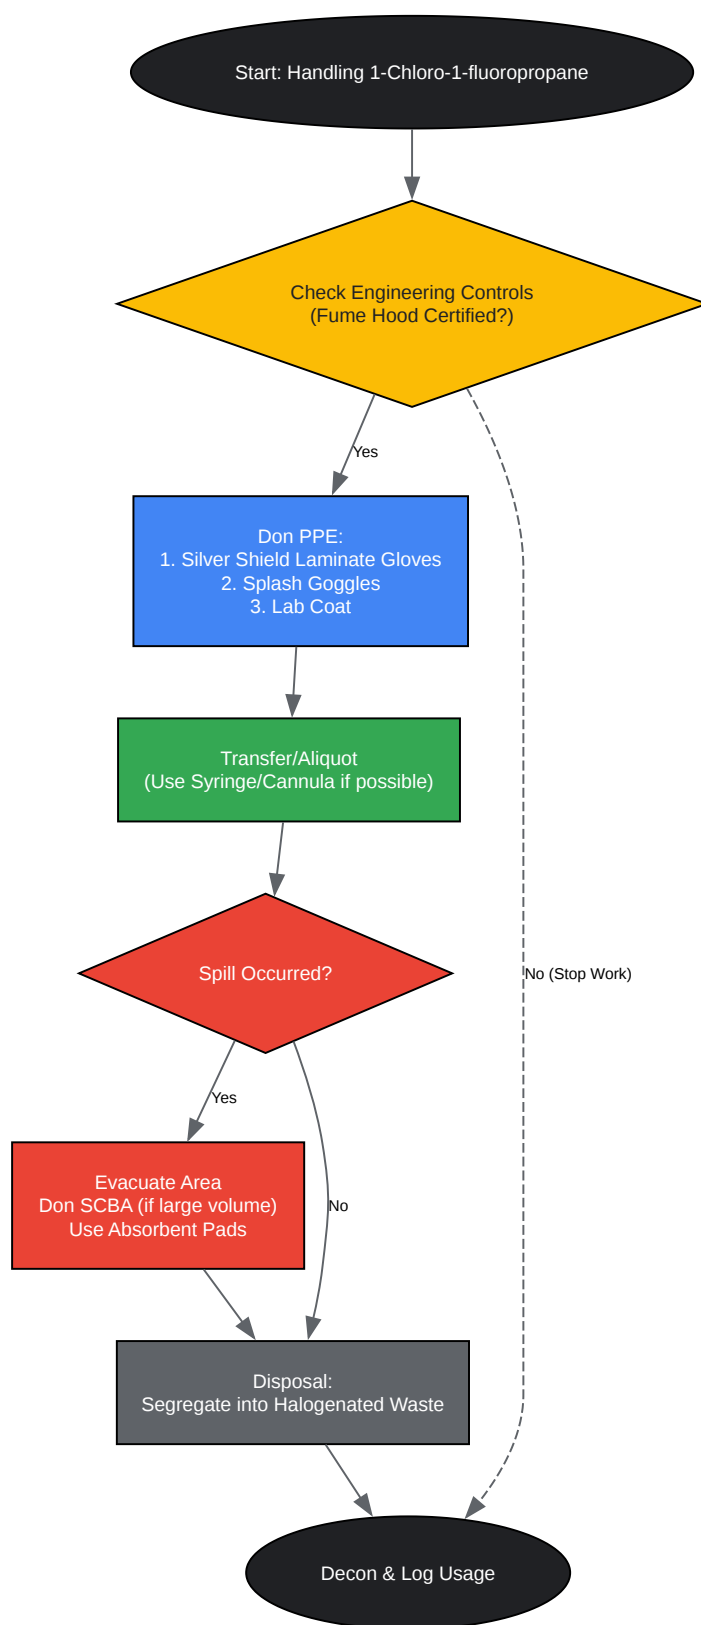 Start: Handling 1-Chloro-1-fluoropropane
Check Engineering Controls
(Fume Hood Certified?)
Yes
Don PPE:
1. Silver Shield Laminate Gloves
2. Splash Goggles
3. Lab Coat
Transfer/Aliquot
(Use Syringe/Cannula if possible)
Spill Occurred?
No (Stop Work)
Yes
Evacuate Area
Don SCBA (if large volume)
Use Absorbent Pads
No
Disposal:
Segregate into Halogenated Waste
Decon & Log Usage